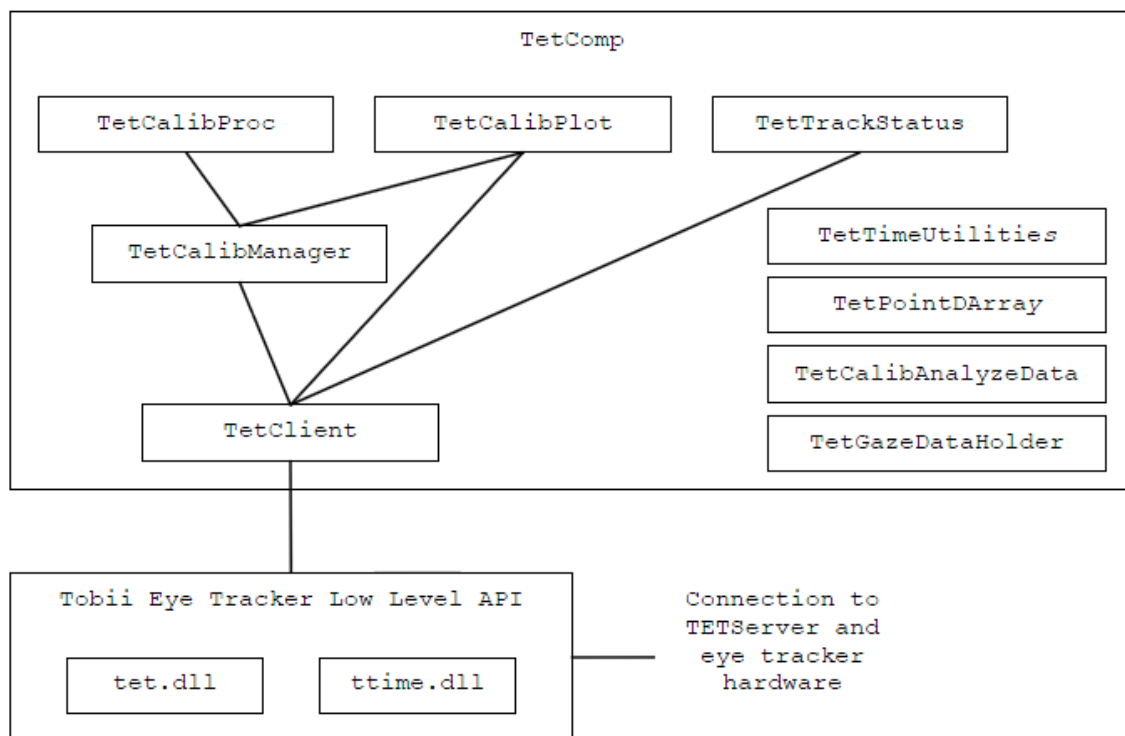 TetComp
TetCalibProc
TetCalibPlot
TetTrackStatus
TetCalibManager
TetTimeUtilities
TetPointDArray
TetCalibAnalyzeData
TetGazeDataHolder
TetClient
Tobii Eye Tracker Low Level API
tet.dll
ttime.dll
Connection to
TETServer and
eye tracker
hardware